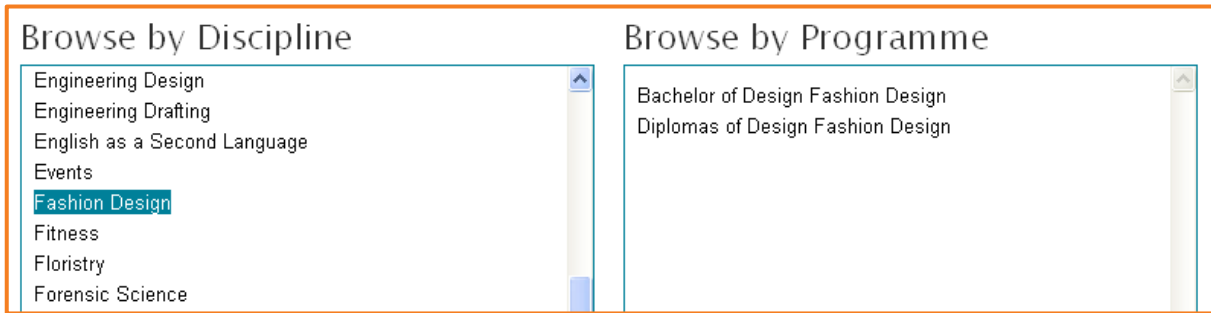 Browse by Discipline
Engineering Design
Engineering Drafting
English as a Second Language
Events
Fashion Design
Fitness
Floristry
Forensic Science
Browse by Programme
Bachelor of Design Fashion Design
Diplomas of Design Fashion Design